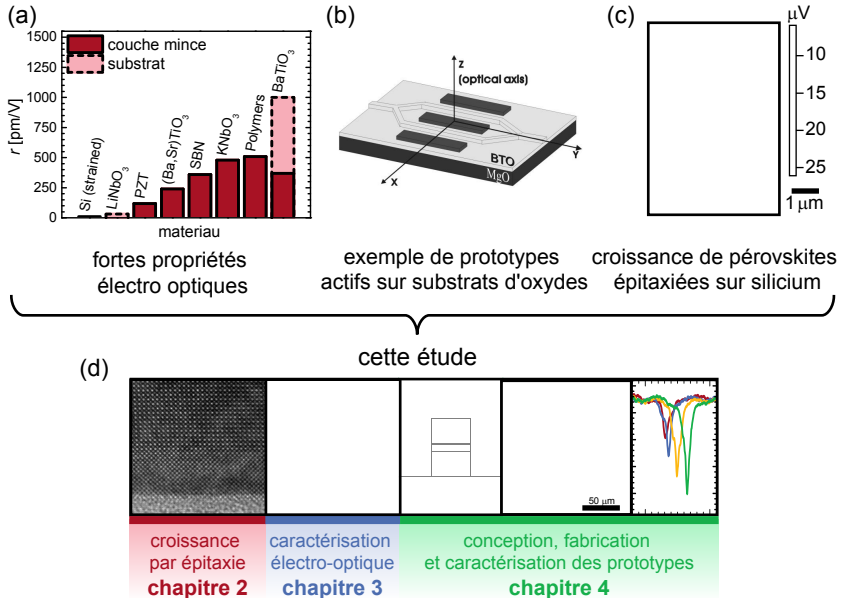 (a)
1500
1250
1000
750
500
250
0
r [pm/V]
couche mince
substrat
Si (strained)
LiNbO3
PZT
(Ba,Sr)TiO3
SBN
KNbO3
Polymers
BaTiO3
materiau
fortes propriétés
électro optiques
(b)
z
(optical axis)
Y
X
BTO
MgO
exemple de prototypes
actifs sur substrats d'oxydes
(c)
µV
10
15
20
25
1 µm
croissance de pérovskites
épitaxiées sur silicium
cette étude
(d)
50 µm
croissance
par épitaxie
chapitre 2
caractérisation
électro-optique
chapitre 3
conception, fabrication
et caractérisation des prototypes
chapitre 4